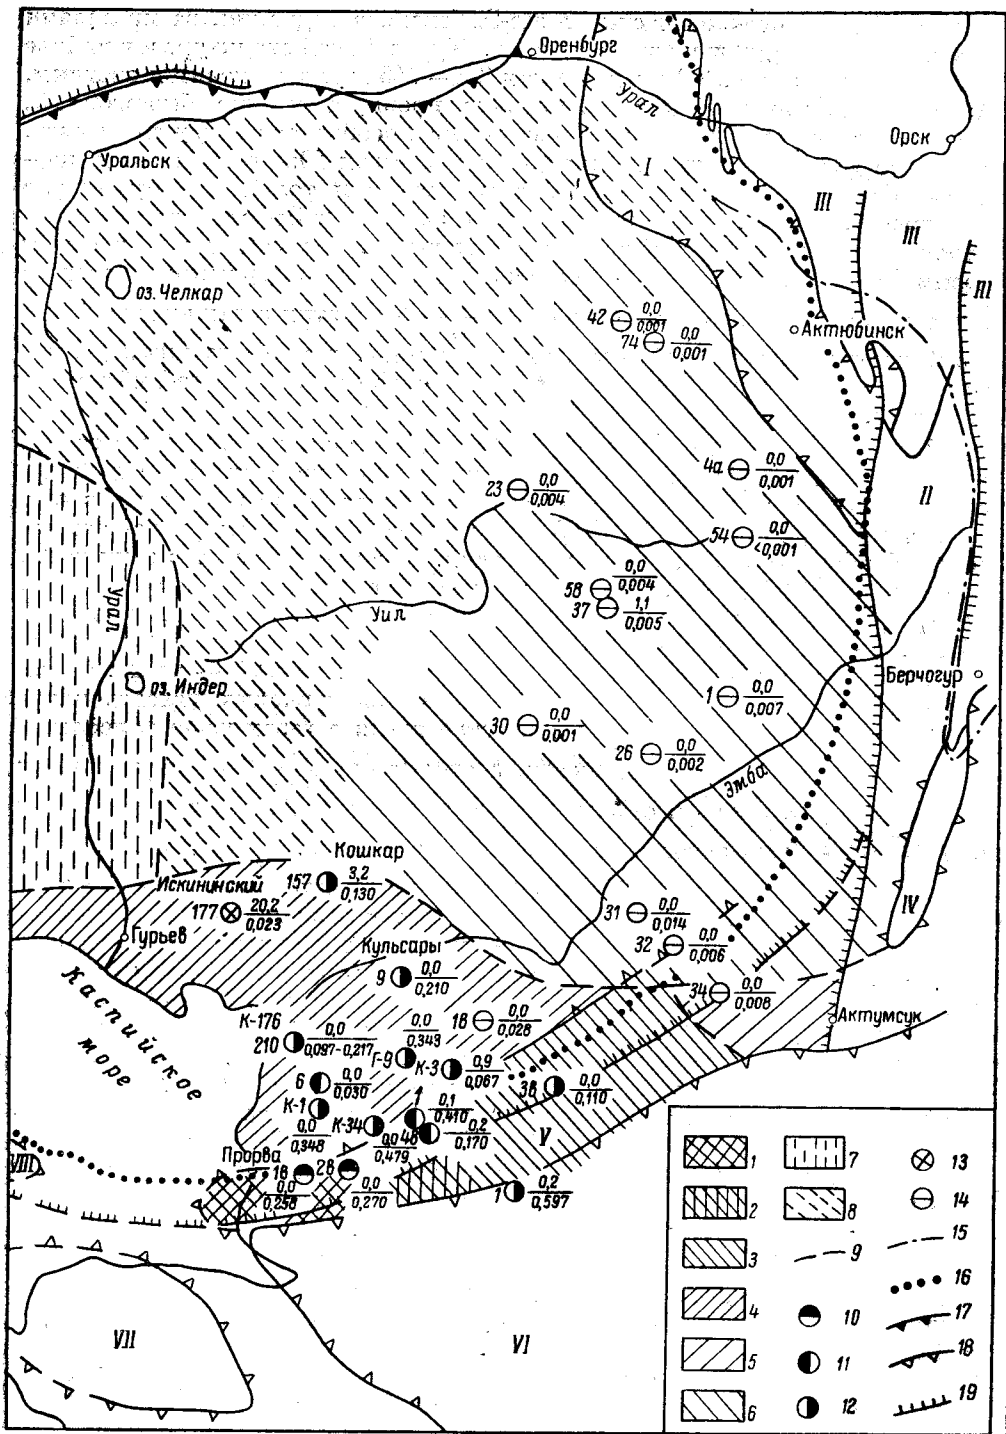 Оренбург
Урал
Орск
Уральск
I
III
III
III
оз. Челкар
42 0,0 0,001
74 0,0 0,001
Актюбинск
4а 0,0 0,001
II
23 0,0 0,004
54 0,0 <0,001
58 0,0 0,004
37 1,1 0,005
Урал
Уил
оз. Индер
Берчогур
1 0,0 0,007
30 0,0 0,001
26 0,0 0,002
Эмба
Кошкар
157 3,2 0,130
Искининский
177 20,2 0,023
Гурьев
31 0,0 0,014
IV
32 0,0 0,006
Кульсары
9 0,0 0,210
34 0,0 0,008
Каспийское
море
18 0,0 0,028
Актумсук
К-176
210 0,0 0,097-0,217
0,0 0,343
Г-9
К-3 0,9 0,067
6 0,0 0,030
38 0,0 0,110
К-1
0,0 0,348
К-34
0,0 0,479
1 0,1 0,410
48 0,2 0,170
V
VIII
Прорва
18 0,0 0,258
28 0,0 0,270
1 0,2 0,597
VII
VI
1
7
13
2
8
14
3
9
15
4
10
16
5
11
17
6
12
18
19